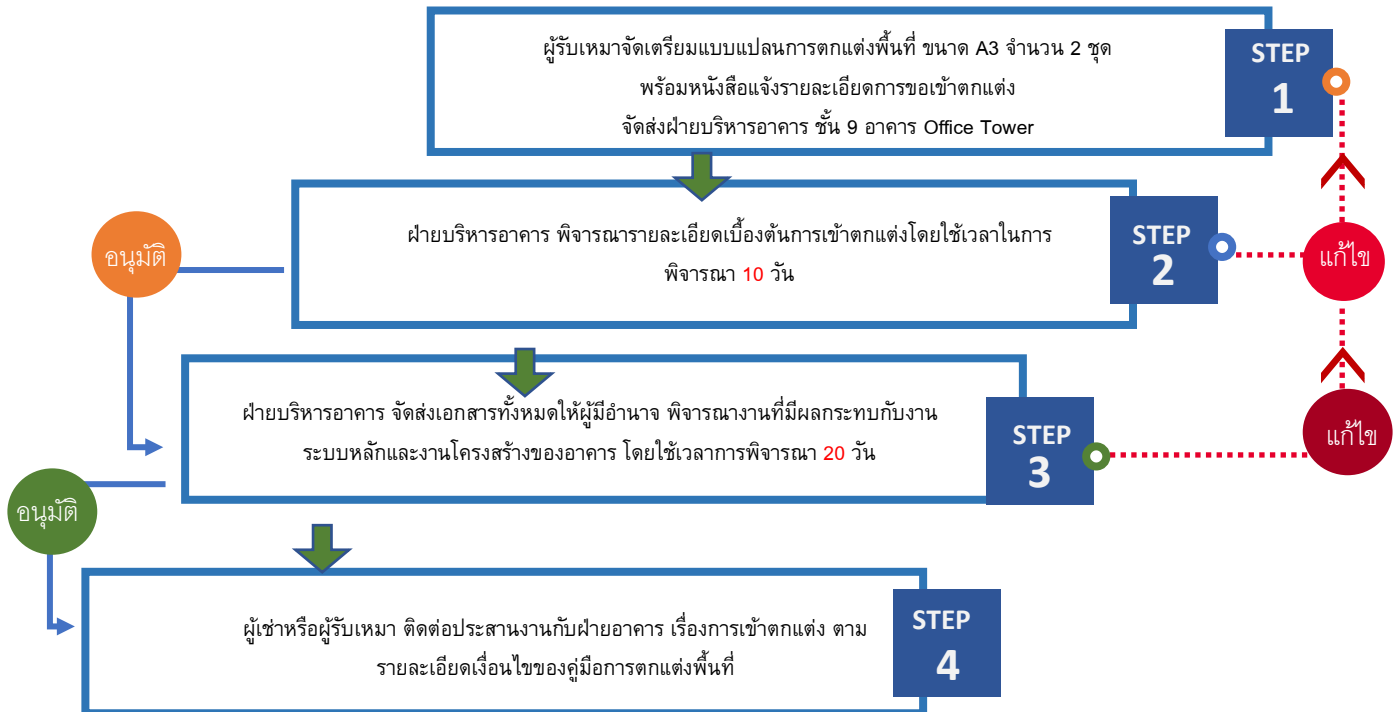 ผู้รับเหมาจัดเตรียมแบบแปลนการตกแต่งพื้นที่ ขนาด A3 จำนวน 2 ชุด
พร้อมหนังสือแจ้งรายละเอียดการขอเข้าตกแต่ง
จัดส่งฝ่ายบริหารอาคาร ชั้น 9 อาคาร Office Tower
STEP
1
ฝ่ายบริหารอาคาร พิจารณารายละเอียดเบื้องต้นการเข้าตกแต่งโดยใช้เวลาในการ
พิจารณา 10 วัน
STEP
2
อนุมัติ
แก้ไข
ฝ่ายบริหารอาคาร จัดส่งเอกสารทั้งหมดให้ผู้มีอำนาจ พิจารณางานที่มีผลกระทบกับงาน
ระบบหลักและงานโครงสร้างของอาคาร โดยใช้เวลาการพิจารณา 20 วัน
STEP
3
แก้ไข
อนุมัติ
ผู้เช่าหรือผู้รับเหมา ติดต่อประสานงานกับฝ่ายอาคาร เรื่องการเข้าตกแต่ง ตาม
รายละเอียดเงื่อนไขของคู่มือการตกแต่งพื้นที่
STEP
4